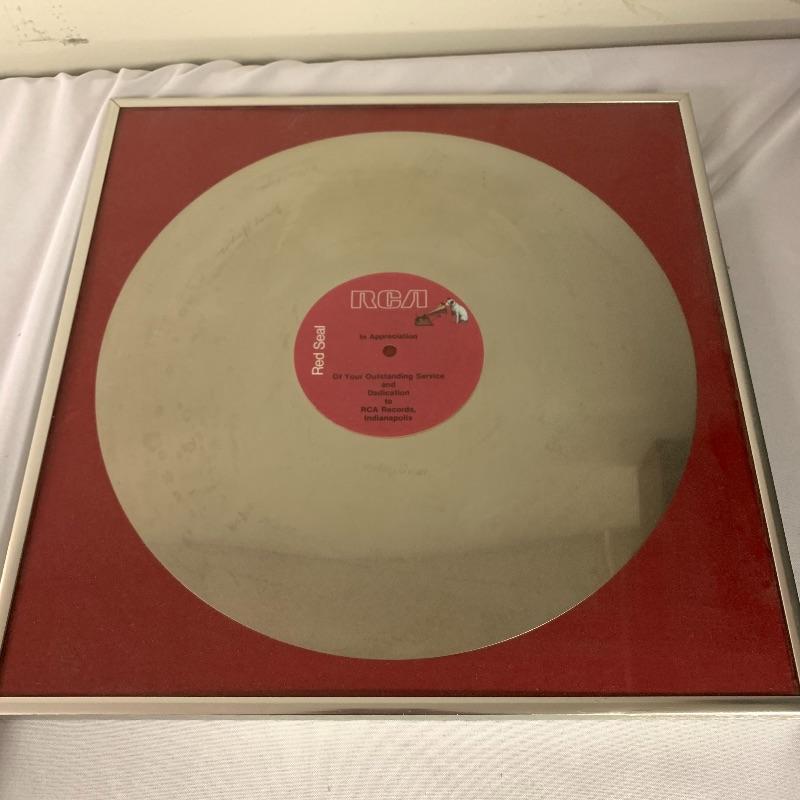 RCA
Red Seal
In Appreciation
Of Your Outstanding Service
and
Dedication
to
RCA Records,
Indianapolis